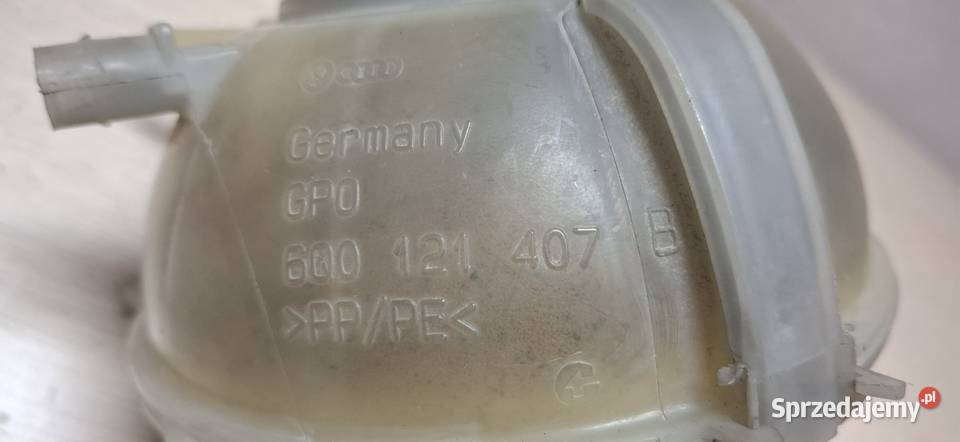 Germany
GPO
6Q0 121 407 B
>PP/PE<
Sprzedajemy.pl